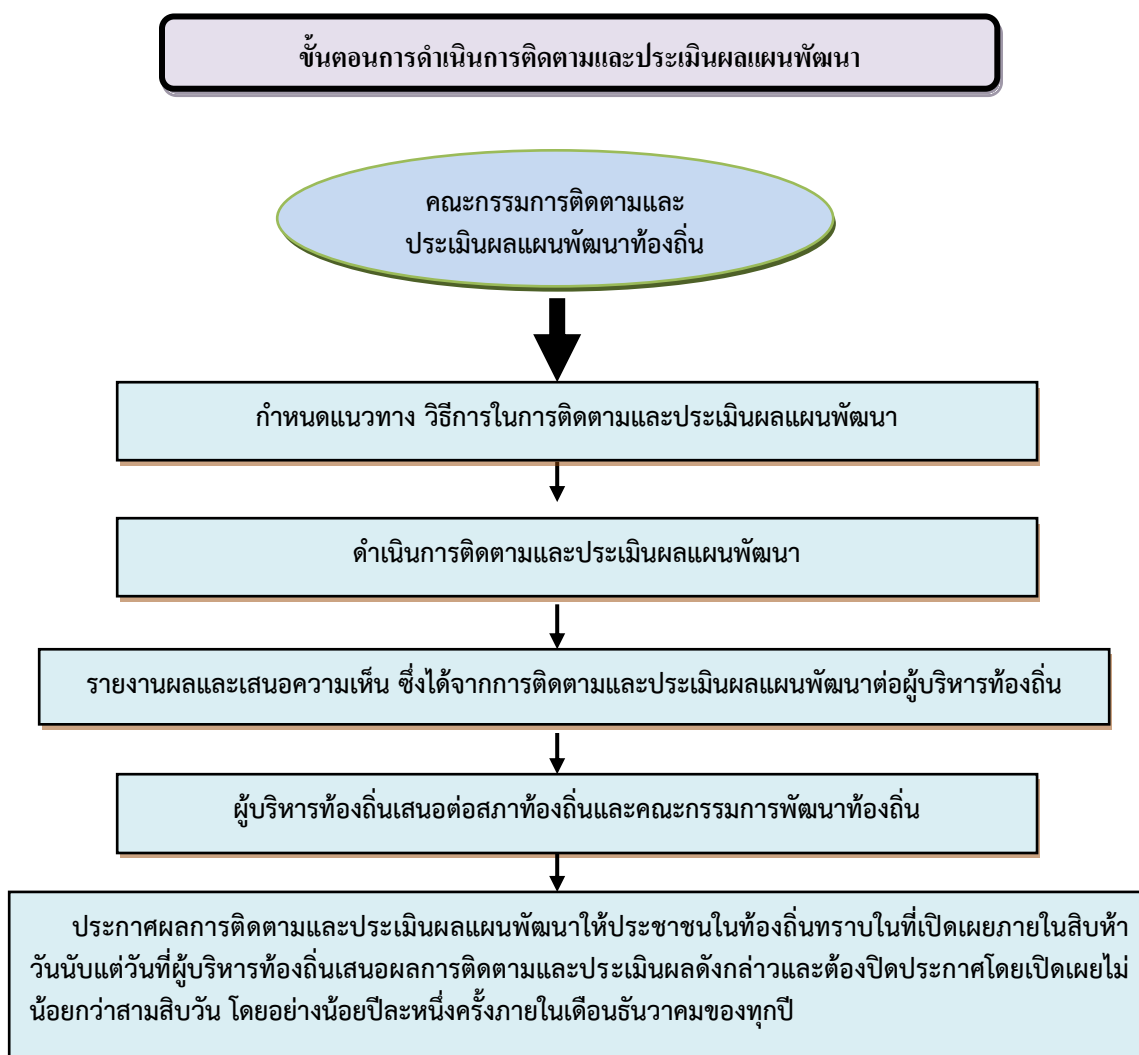 ขั้นตอนการดำเนินการติดตามและประเมินผลแผนพัฒนา
คณะกรรมการติดตามและ
ประเมินผลแผนพัฒนาท้องถิ่น
กำหนดแนวทาง วิธีการในการติดตามและประเมินผลแผนพัฒนา
ดำเนินการติดตามและประเมินผลแผนพัฒนา
รายงานผลและเสนอความเห็น ซึ่งได้จากการติดตามและประเมินผลแผนพัฒนาต่อผู้บริหารท้องถิ่น
ผู้บริหารท้องถิ่นเสนอต่อสภาท้องถิ่นและคณะกรรมการพัฒนาท้องถิ่น
ประกาศผลการติดตามและประเมินผลแผนพัฒนาให้ประชาชนในท้องถิ่นทราบในที่เปิดเผยภายในสิบห้า
วันนับแต่วันที่ผู้บริหารท้องถิ่นเสนอผลการติดตามและประเมินผลดังกล่าวและต้องปิดประกาศโดยเปิดเผยไม่
น้อยกว่าสามสิบวัน โดยอย่างน้อยปีละหนึ่งครั้งภายในเดือนธันวาคมของทุกปี